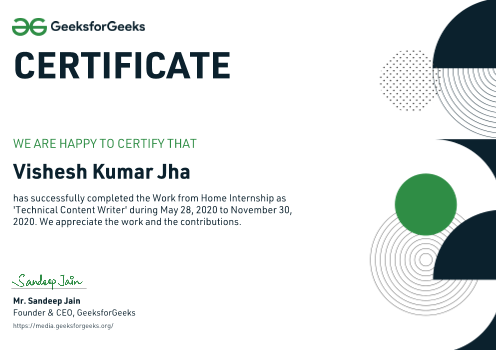 GeeksforGeeks
CERTIFICATE
WE ARE HAPPY TO CERTIFY THAT
Vishesh Kumar Jha
has successfully completed the Work from Home Internship as
'Technical Content Writer' during May 28, 2020 to November 30,
2020. We appreciate the work and the contributions.
Sandeep Jain
Mr. Sandeep Jain
Founder & CEO, GeeksforGeeks
https://media.geeksforgeeks.org/